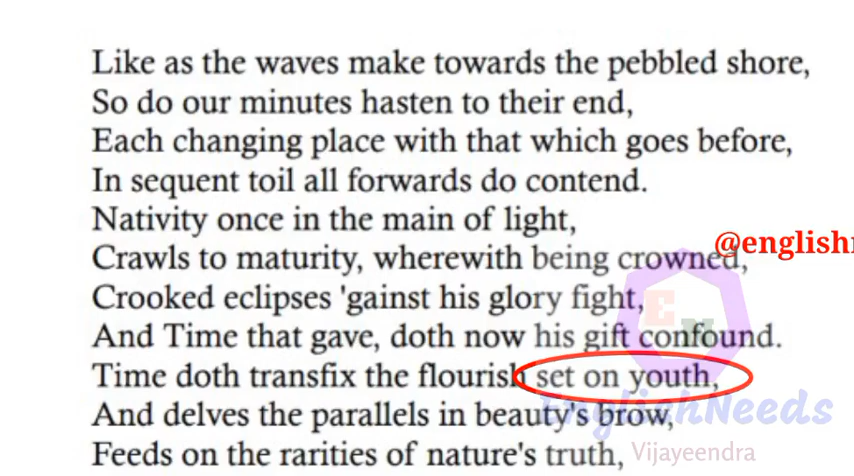 Like as the waves make towards the pebbled shore,
So do our minutes hasten to their end,
Each changing place with that which goes before,
In sequent toil all forwards do contend.
Nativity once in the main of light,
@english
Crawls to maturity, wherewith being crowned,
Crooked eclipses 'gainst his glory fight,
EN
And Time that gave, doth now his gift confound.
Time doth transfix the flourish set on youth,
And delves the parallels in beauty's brow,
EnglishNeeds
Feeds on the rarities of nature's truth,
Vijayeendra